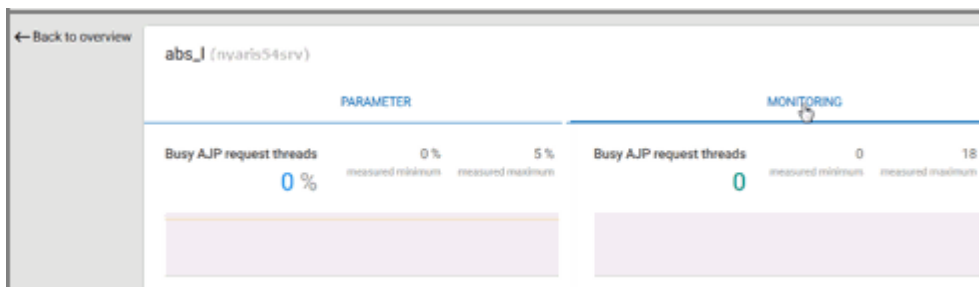 ←Back to overview
abs_l (nyaris54srv)
PARAMETER
MONITORING
Busy AJP request threads
0 %
measured minimum
5 %
measured maximum
0 %
Busy AJP request threads
0
measured minimum
18
measured maximum
0